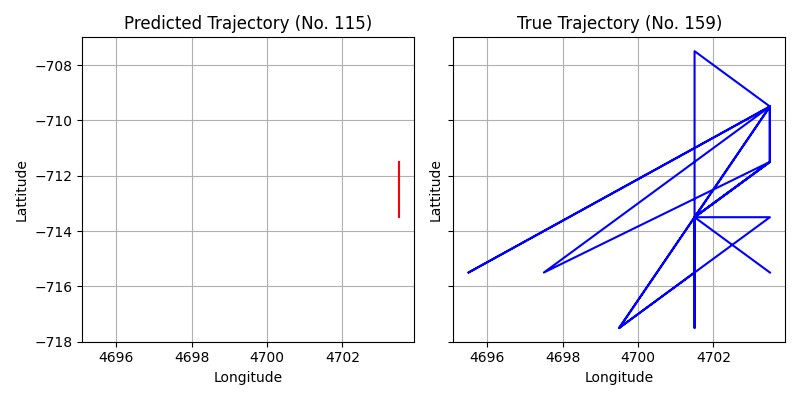 Predicted Trajectory (No. 115)
Lattitude
−708
−710
−712
−714
−716
−718
4696
4698
4700
4702
Longitude
True Trajectory (No. 159)
Lattitude
4696
4698
4700
4702
Longitude